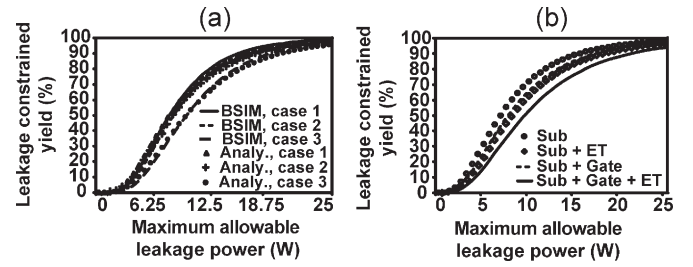 (a)
Leakage constrained
yield (%)
100
90
80
70
60
50
40
30
20
10
0
BSIM, case 1
BSIM, case 2
BSIM, case 3
Analy., case 1
Analy., case 2
Analy., case 3
0 6.25 12.5 18.75 25
Maximum allowable
leakage power (W)
(b)
Leakage constrained
yield (%)
100
90
80
70
60
50
40
30
20
10
0
Sub
Sub + ET
Sub + Gate
Sub + Gate + ET
0 5 10 15 20 25
Maximum allowable
leakage power (W)